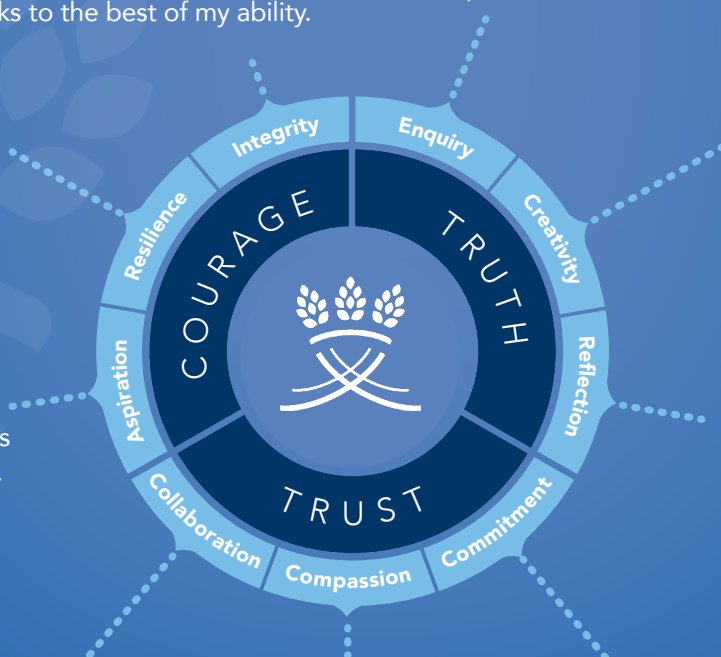 ks to the best of my ability.
Integrity
Enquiry
Resilience
Creativity
COURAGE
TRUTH
Aspiration
Reflection
s
TRUST
Collaboration
Commitment
Compassion